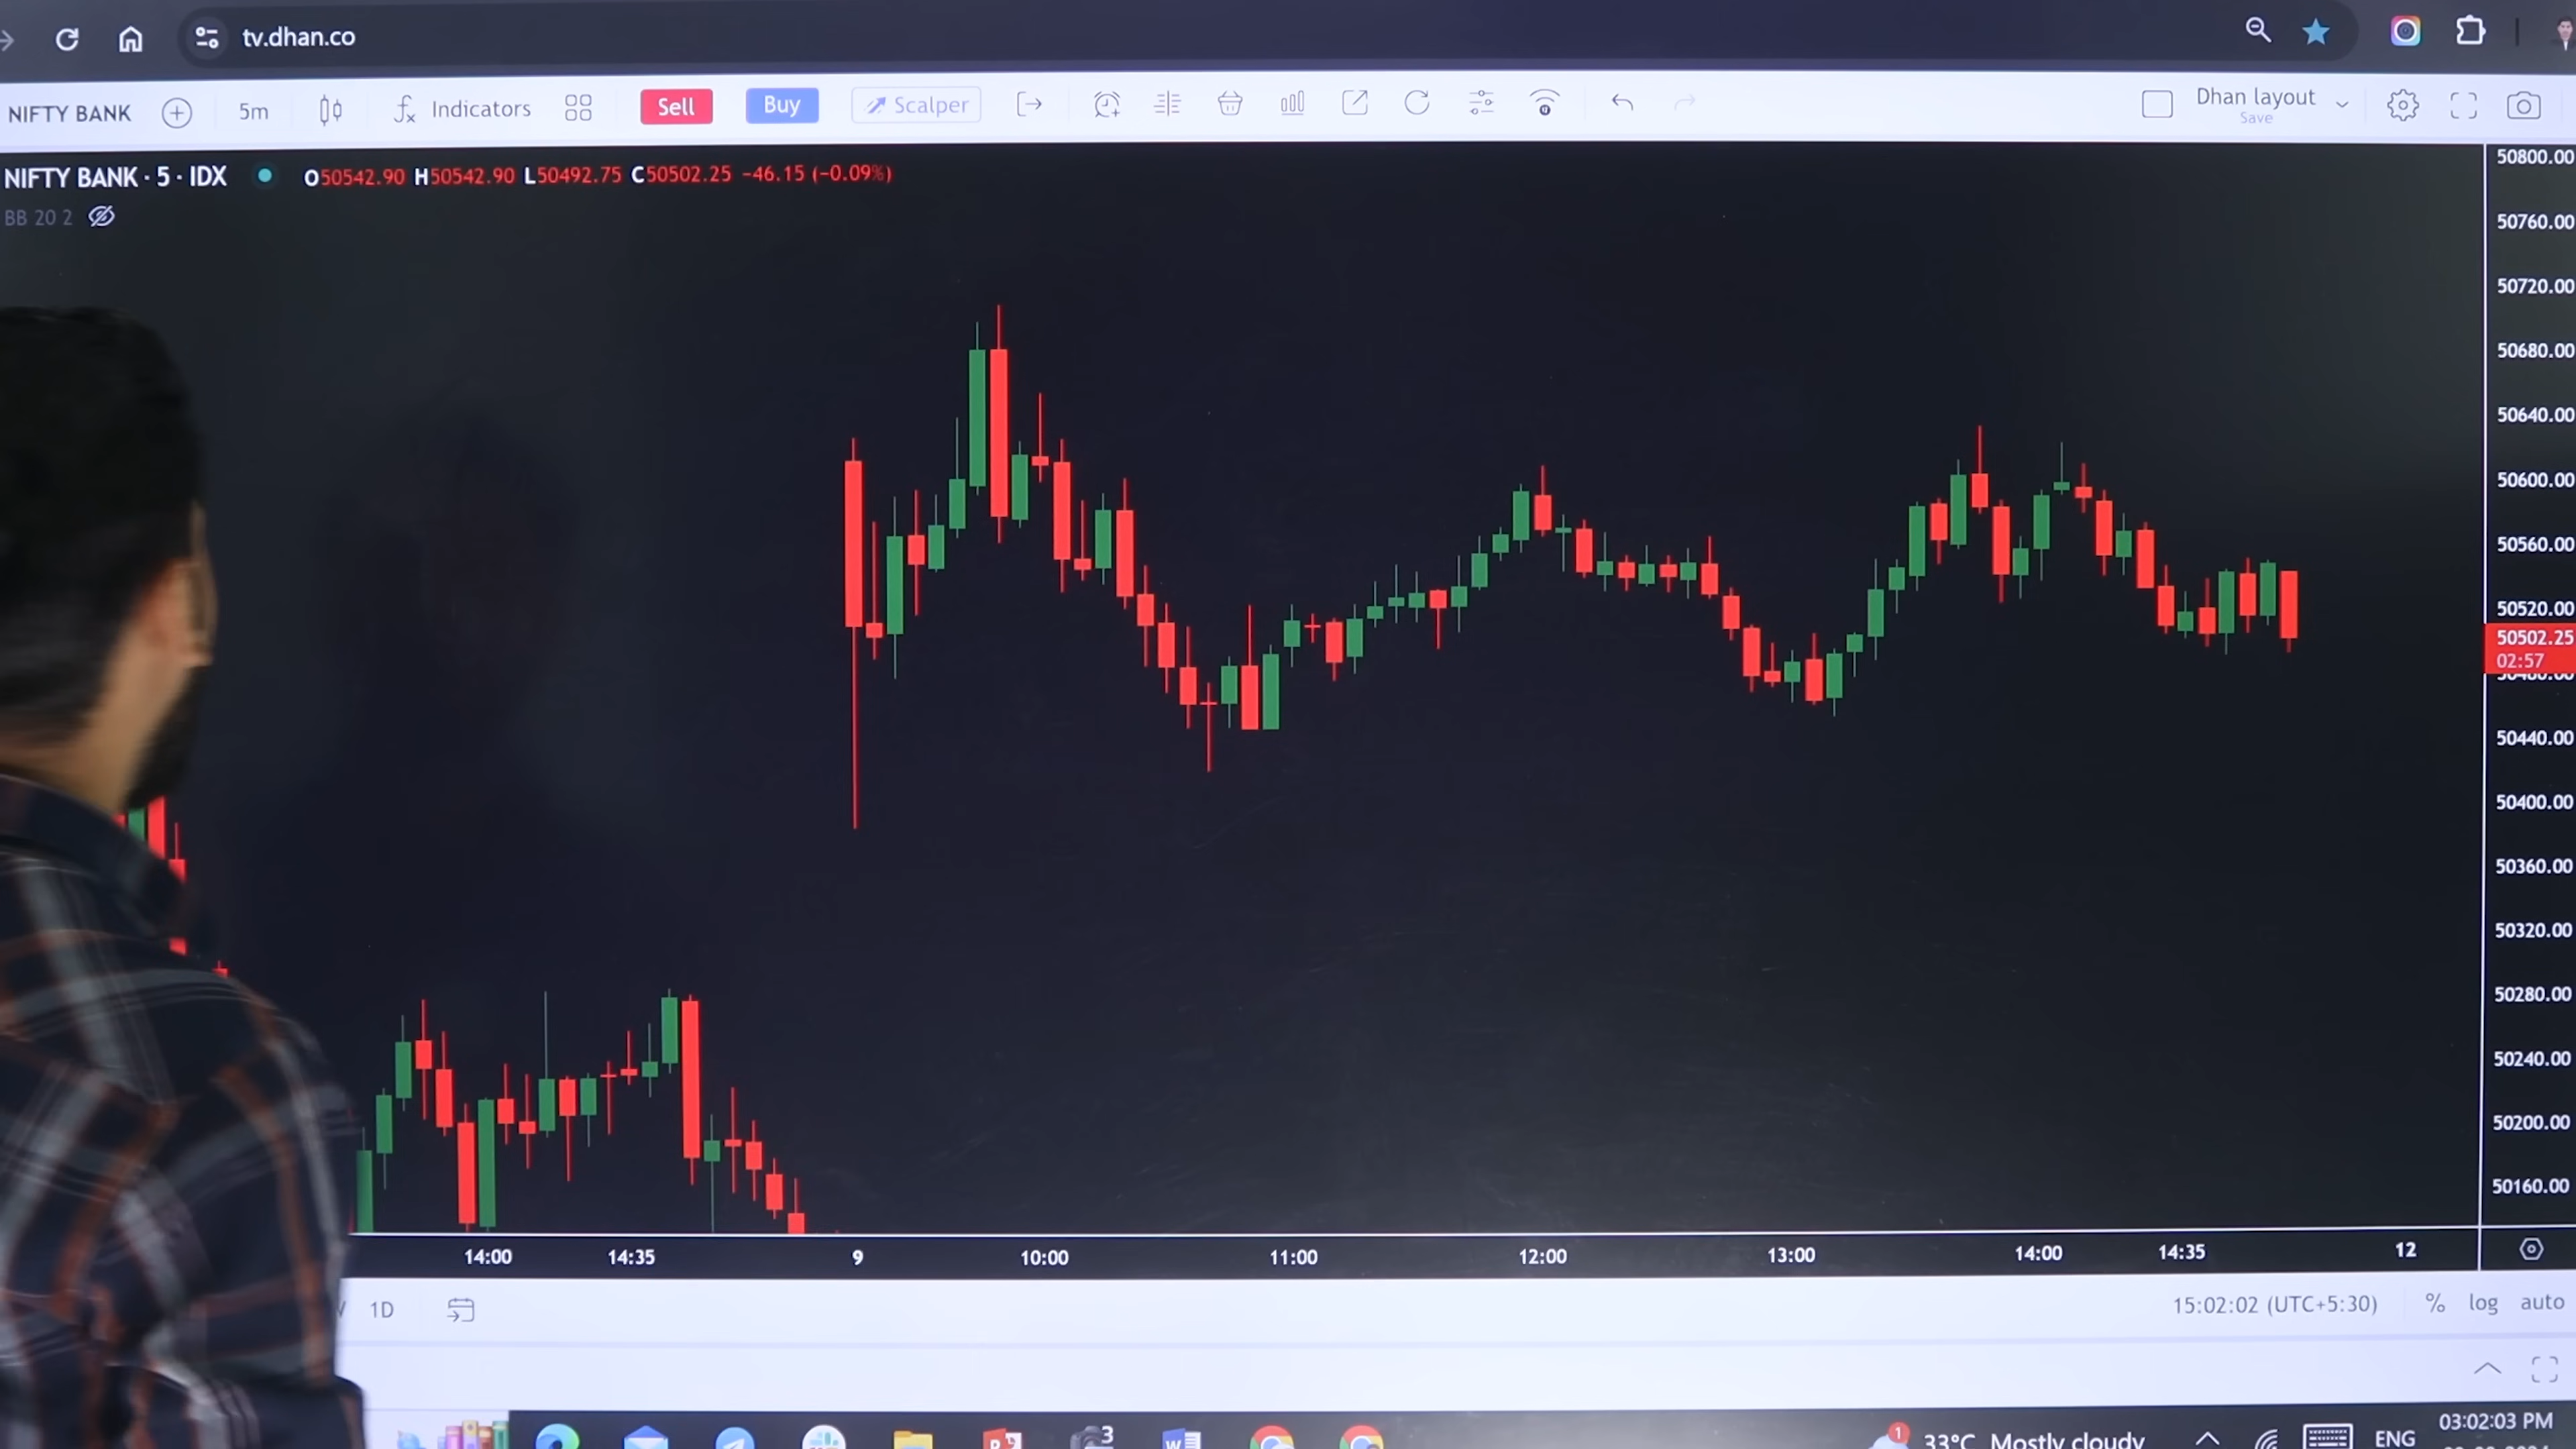 tv.dhan.co
NIFTY BANK 5m Indicators Sell Buy Scalper Dhan layout
Save
NIFTY BANK · 5 · IDX O50542.90 H50542.90 L50492.75 C50502.25 −46.15 (−0.09%)
BB 20 2
50800.00
50760.00
50720.00
50680.00
50640.00
50600.00
50560.00
50520.00
50502.25
02:57
50440.00
50400.00
50360.00
50320.00
50280.00
50240.00
50200.00
50160.00
14:00 14:35 9 10:00 11:00 12:00 13:00 14:00 14:35 12
1D 15:02:02 (UTC+5:30) % log auto
3 1 33°C Mostly cloudy ENG 03:02:03 PM